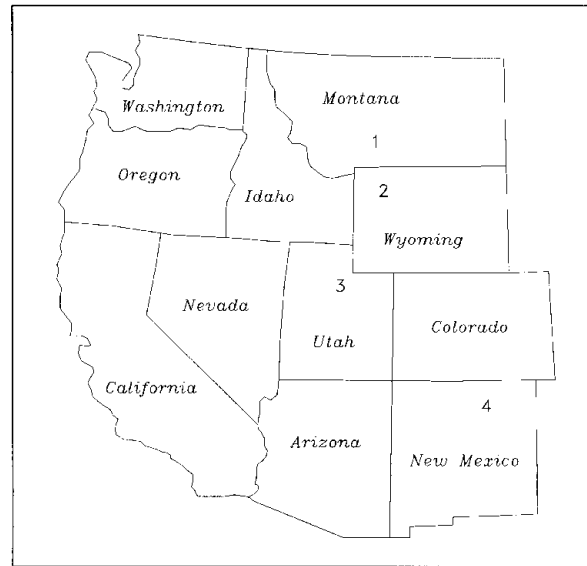 Montana
Washington
1
Oregon
2
Idaho
Wyoming
3
Nevada
Colorado
Utah
California
4
Arizona
New Mexico